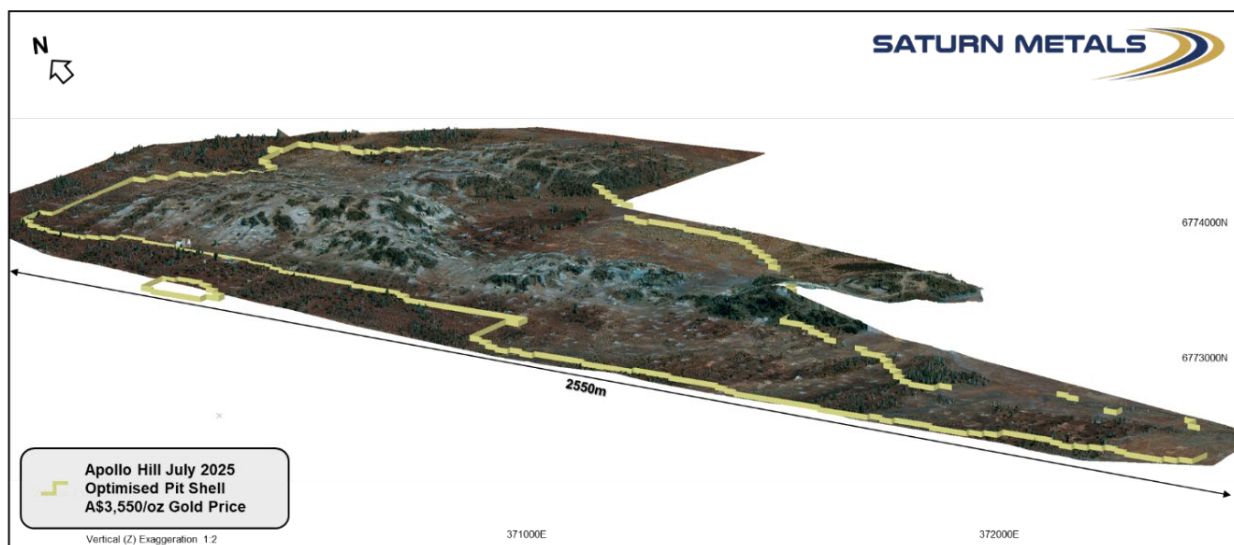 N
SATURN METALS
6774000N
6773000N
2550m
Apollo Hill July 2025
Optimised Pit Shell
A$3,550/oz Gold Price
Vertical (Z) Exaggeration 1:2
371000E
372000E